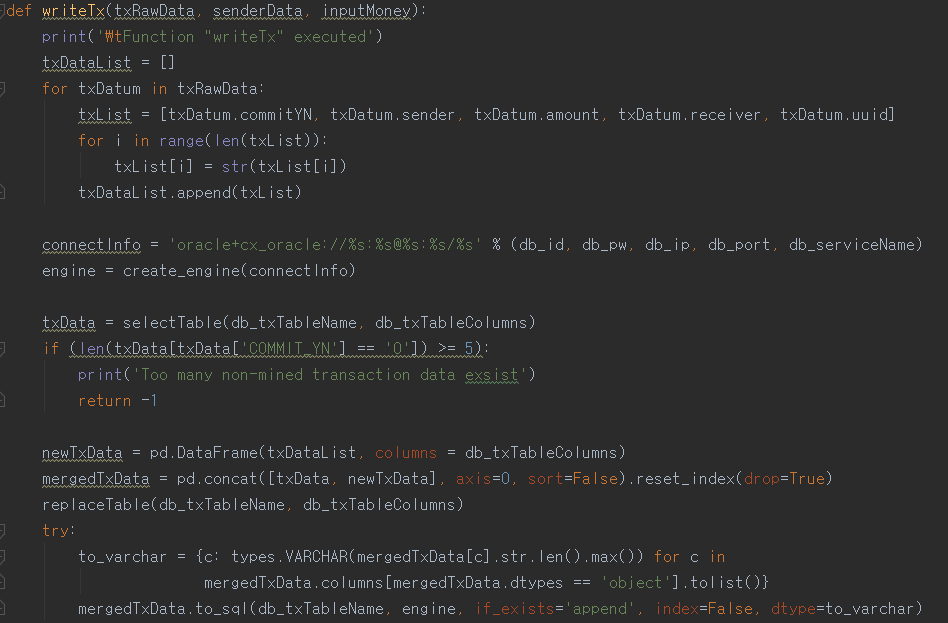 def writeTx(txRawData, senderData, inputMoney):
    print('₩tFunction "writeTx" executed')
    txDataList = []
    for txDatum in txRawData:
        txList = [txDatum.commitYN, txDatum.sender, txDatum.amount, txDatum.receiver, txDatum.uuid]
        for i in range(len(txList)):
            txList[i] = str(txList[i])
        txDataList.append(txList)
    connectInfo = 'oracle+cx_oracle://%s:%s@%s:%s/%s' % (db_id, db_pw, db_ip, db_port, db_serviceName)
    engine = create_engine(connectInfo)
    txData = selectTable(db_txTableName, db_txTableColumns)
    if (len(txData[txData['COMMIT_YN'] == '0']) >= 5):
        print('Too many non-mined transaction data exsist')
        return -1
    newTxData = pd.DataFrame(txDataList, columns = db_txTableColumns)
    mergedTxData = pd.concat([txData, newTxData], axis=0, sort=False).reset_index(drop=True)
    replaceTable(db_txTableName, db_txTableColumns)
    try:
        to_varchar = {c: types.VARCHAR(mergedTxData[c].str.len().max()) for c in
                      mergedTxData.columns[mergedTxData.dtypes == 'object'].tolist()}
        mergedTxData.to_sql(db_txTableName, engine, if_exists='append', index=False, dtype=to_varchar)